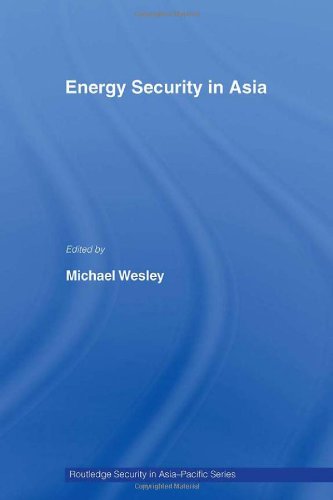 Energy Security in Asia
Edited by
Michael Wesley
Routledge Security in Asia–Pacific Series